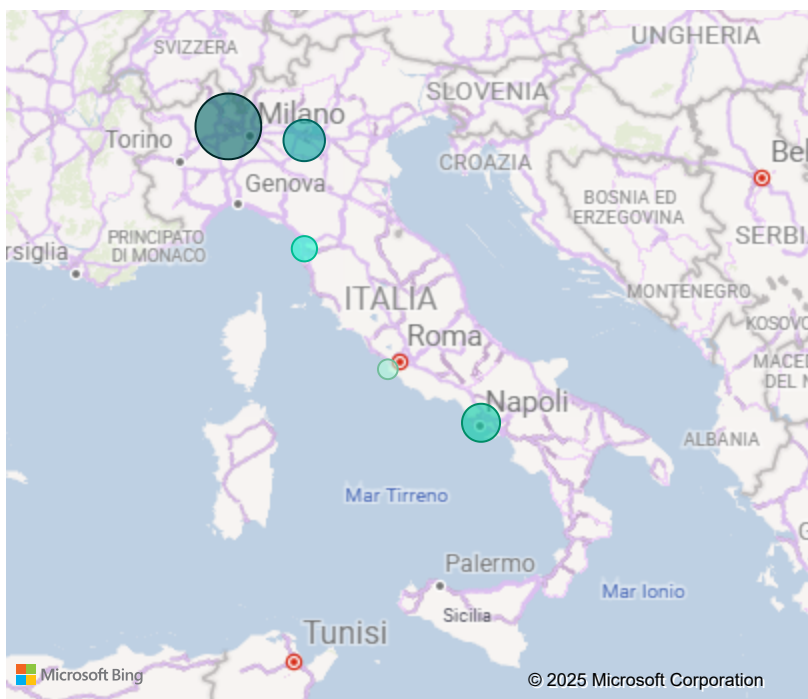 SVIZZERA
UNGHERIA
SLOVENIA
Milano
Torino
CROAZIA
Bel
Genova
BOSNIA ED
ERZEGOVINA
PRINCIPATO
DI MONACO
rsiglia
SERBI
MONTENEGRO
ITALIA
KOSOVO
Roma
MACED
DEL N
Napoli
ALBANIA
Mar Tirreno
Palermo
Mar Ionio
Sicilia
Tunisi
Microsoft Bing
© 2025 Microsoft Corporation